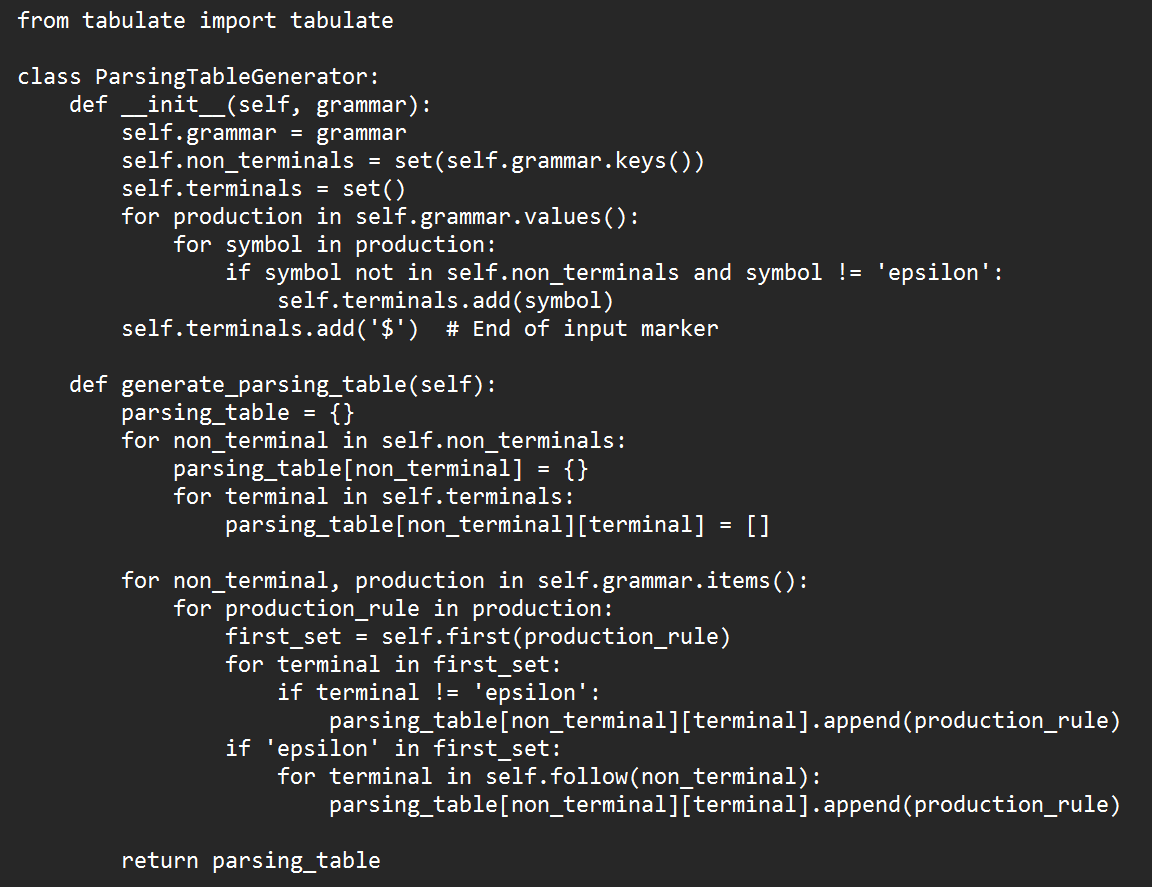 from tabulate import tabulate

class ParsingTableGenerator:
    def __init__(self, grammar):
        self.grammar = grammar
        self.non_terminals = set(self.grammar.keys())
        self.terminals = set()
        for production in self.grammar.values():
            for symbol in production:
                if symbol not in self.non_terminals and symbol != 'epsilon':
                    self.terminals.add(symbol)
        self.terminals.add('$')  # End of input marker

    def generate_parsing_table(self):
        parsing_table = {}
        for non_terminal in self.non_terminals:
            parsing_table[non_terminal] = {}
            for terminal in self.terminals:
                parsing_table[non_terminal][terminal] = []

        for non_terminal, production in self.grammar.items():
            for production_rule in production:
                first_set = self.first(production_rule)
                for terminal in first_set:
                    if terminal != 'epsilon':
                        parsing_table[non_terminal][terminal].append(production_rule)
                if 'epsilon' in first_set:
                    for terminal in self.follow(non_terminal):
                        parsing_table[non_terminal][terminal].append(production_rule)

        return parsing_table